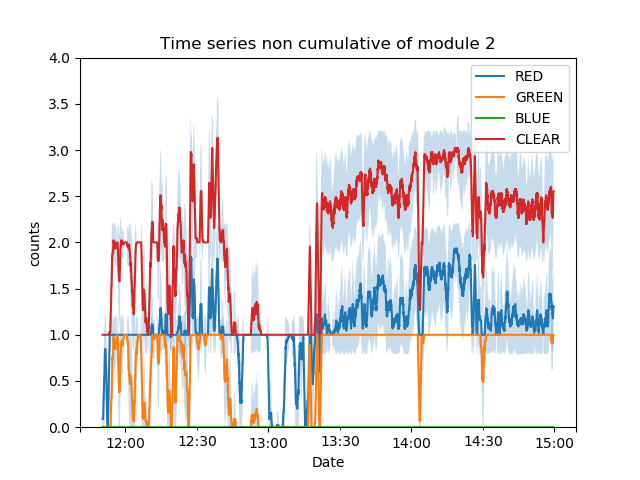 Time series non cumulative of module 2
4.0
3.5
3.0
2.5
2.0
1.5
1.0
0.5
0.0
counts
RED
GREEN
BLUE
CLEAR
12:00 12:30 13:00 13:30 14:00 14:30 15:00
Date